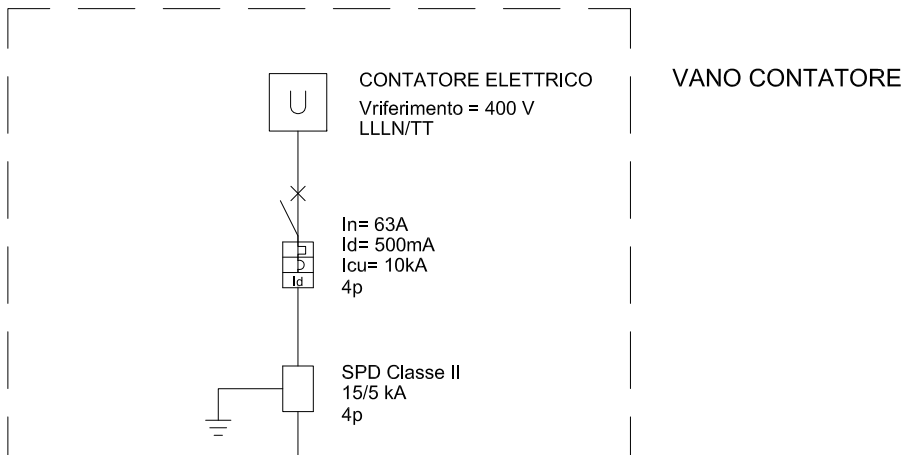 CONTATORE ELETTRICO
VANO CONTATORE
U
Vriferimento = 400 V
LLLN/TT
In= 63A
Id= 500mA
Icu= 10kA
Id
4p
SPD Classe II
15/5 kA
4p